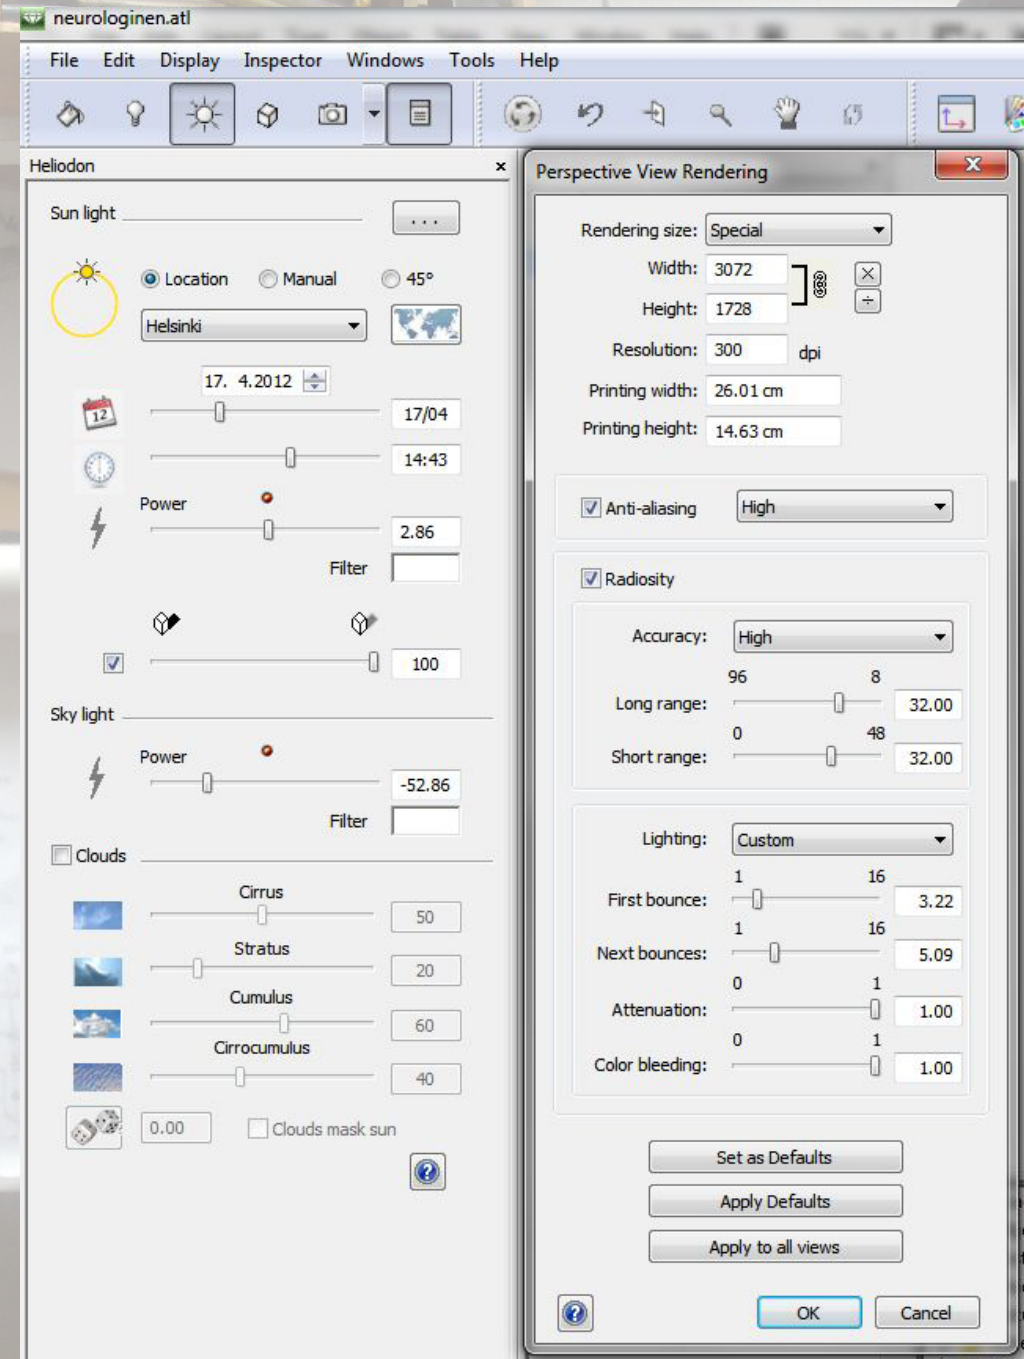 neurologinen.atl
File Edit Display Inspector Windows Tools Help
Heliodon
x
Sun light
...
Location Manual 45°
Helsinki
17. 4.2012
12
17/04
14:43
Power
2.86
Filter
100
Sky light
Power
-52.86
Filter
Clouds
Cirrus
50
Stratus
20
Cumulus
60
Cirrocumulus
40
0.00 Clouds mask sun
?
Perspective View Rendering
X
Rendering size: Special
Width: 3072
Height: 1728
Resolution: 300 dpi
Printing width: 26.01 cm
Printing height: 14.63 cm
Anti-aliasing High
Radiosity
Accuracy: High
96 8
Long range: 32.00
0 48
Short range: 32.00
Lighting: Custom
1 16
First bounce: 3.22
1 16
Next bounces: 5.09
0 1
Attenuation: 1.00
0 1
Color bleeding: 1.00
Set as Defaults
Apply Defaults
Apply to all views
?
OK Cancel